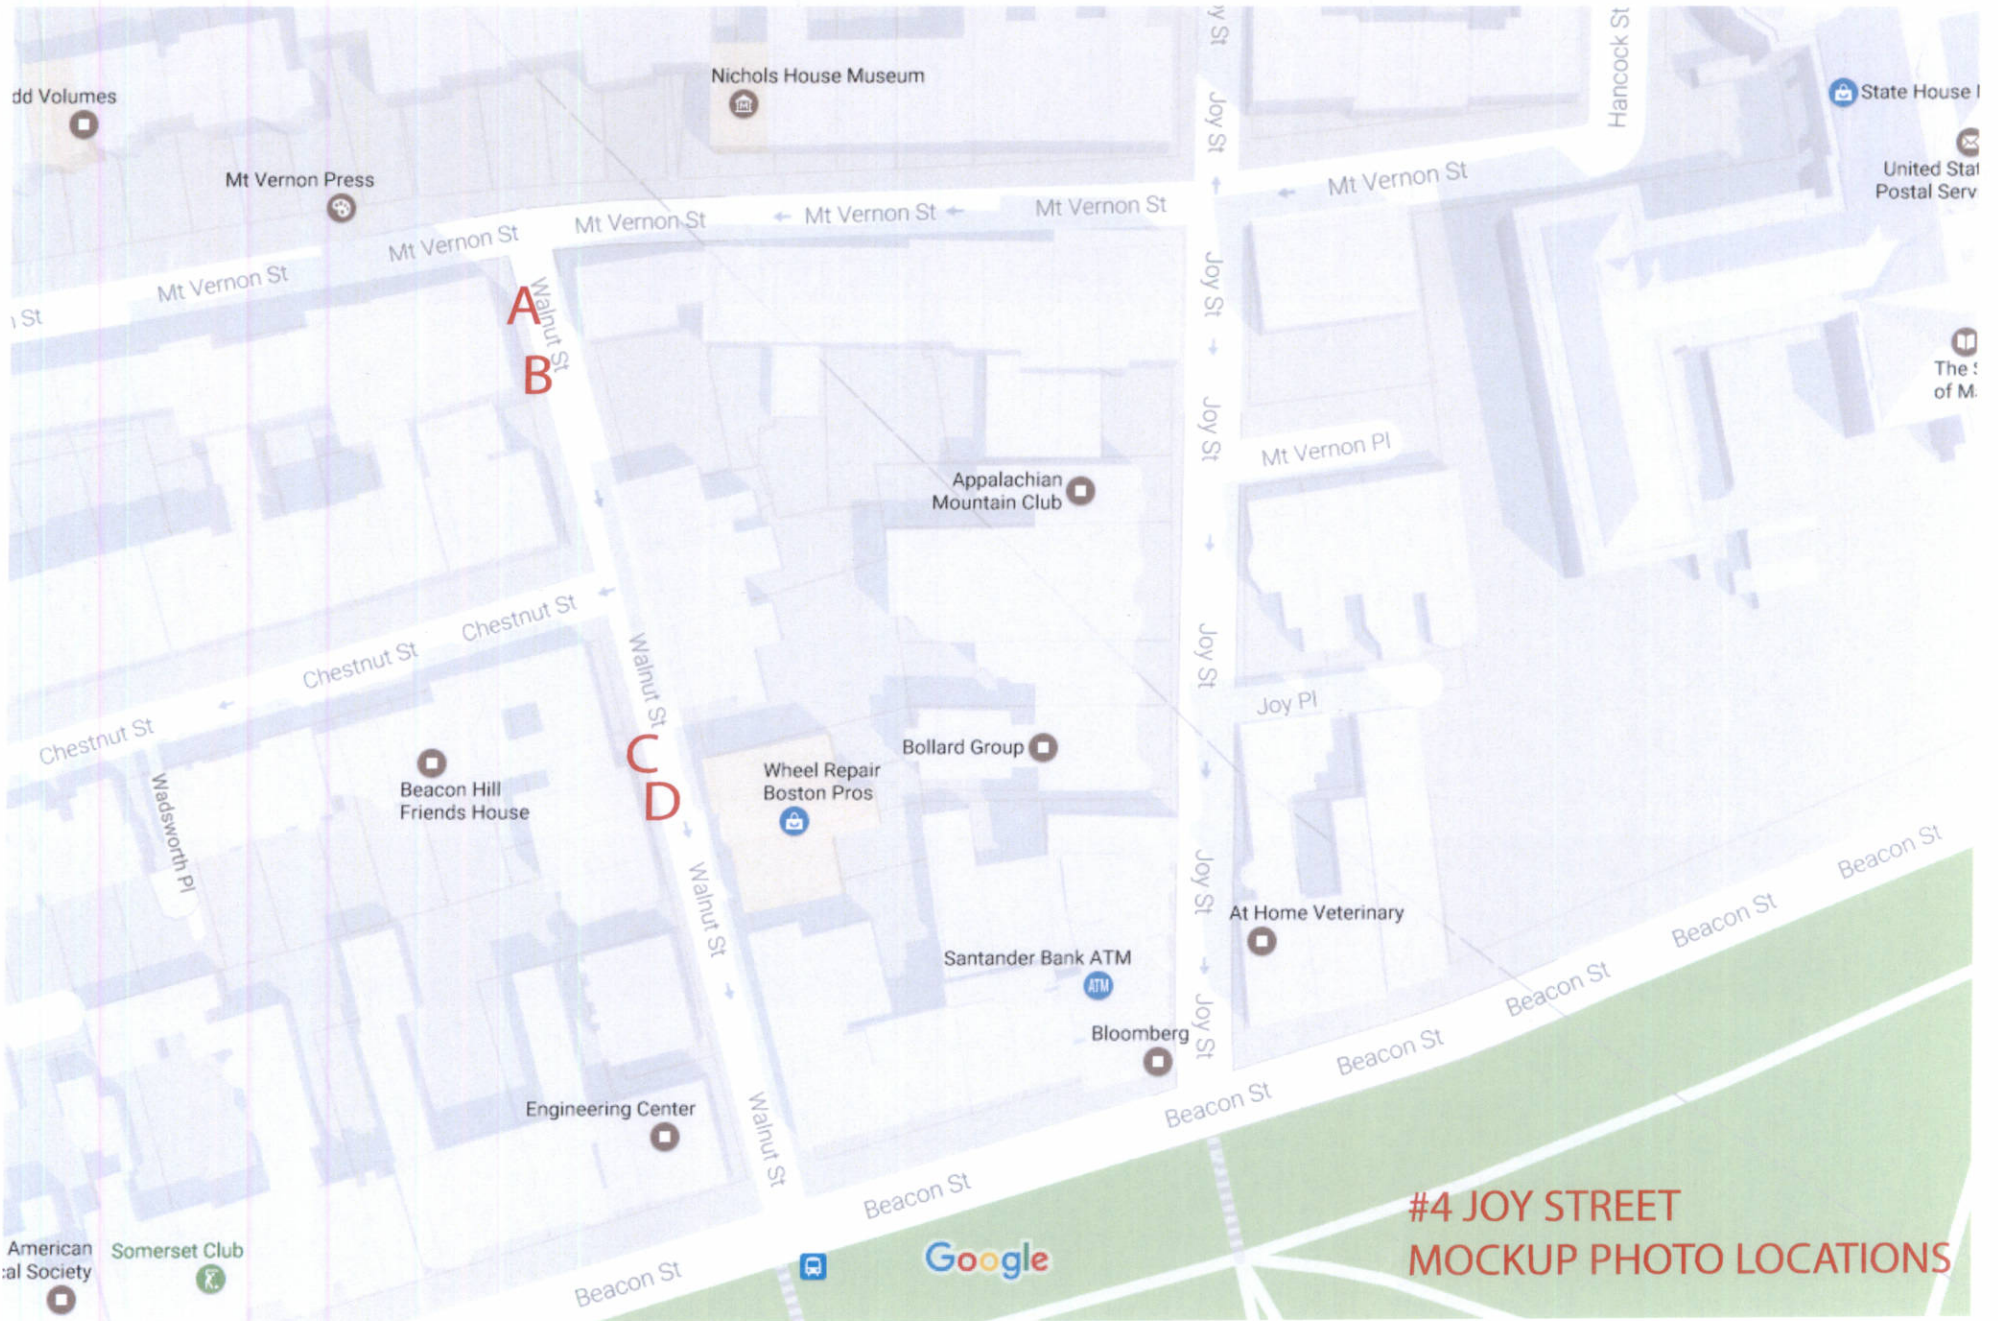 Nichols House Museum
dd Volumes
Mt Vernon Press
Joy St
Hancock St
State House
United Stat
Postal Serv
Mt Vernon St
Mt Vernon St
Mt Vernon St
Mt Vernon St
Mt Vernon St
Mt Vernon St
St
Joy St
A
Walnut St
B
Joy St
The
of M
Joy St
Mt Vernon Pl
Appalachian
Mountain Club
Chestnut St
Chestnut St
Chestnut St
Walnut St
Joy St
Joy Pl
C
D
Bollard Group
Wheel Repair
Boston Pros
Beacon Hill
Friends House
Wadsworth Pl
Walnut St
Joy St
At Home Veterinary
Beacon St
Beacon St
Beacon St
Beacon St
Beacon St
Santander Bank ATM
ATM
Bloomberg
Joy St
Engineering Center
Walnut St
Beacon St
Beacon St
American
cal Society
Somerset Club
Google
#4 JOY STREET
MOCKUP PHOTO LOCATIONS